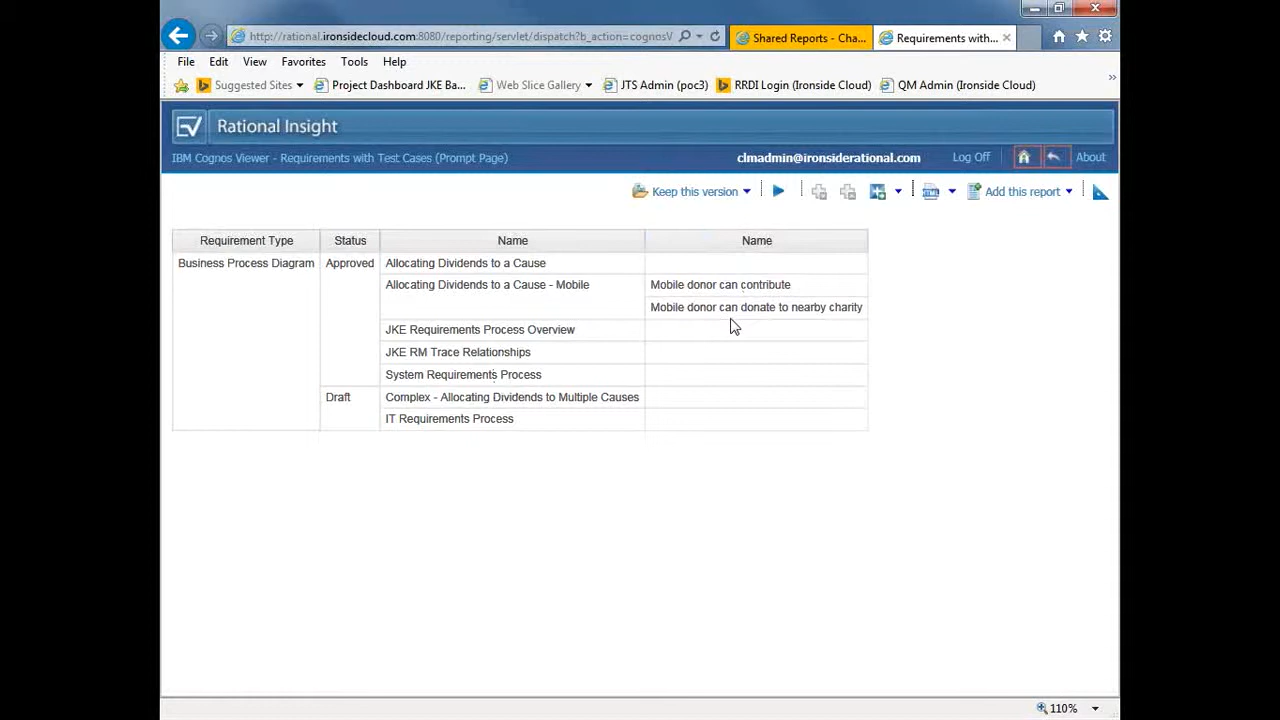 http://rational.ironsidecloud.com:8080/reporting/servlet/dispatch?b_action=cognosV
Shared Reports - Cha...
Requirements with...
File Edit View Favorites Tools Help
Suggested Sites Project Dashboard JKE Ba... Web Slice Gallery JTS Admin (poc3) RRDI Login (Ironside Cloud) QM Admin (Ironside Cloud)
Rational Insight
IBM Cognos Viewer - Requirements with Test Cases (Prompt Page) clmadmin@ironsiderational.com Log Off About
Keep this version Add this report
Requirement Type Status Name Name
Business Process Diagram Approved Allocating Dividends to a Cause
Allocating Dividends to a Cause - Mobile Mobile donor can contribute
Mobile donor can donate to nearby charity
JKE Requirements Process Overview
JKE RM Trace Relationships
System Requirements Process
Draft Complex - Allocating Dividends to Multiple Causes
IT Requirements Process
110%